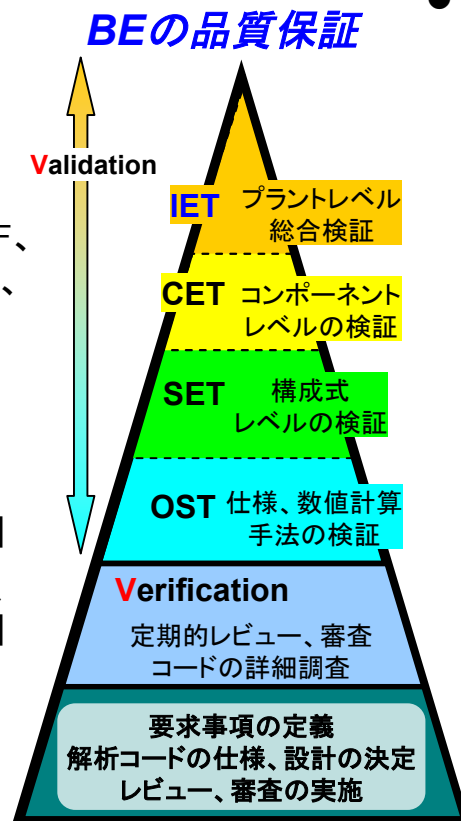 BEの品質保証
Validation
IET プラントレベル
総合検証
CET コンポーネント
レベルの検証
SET 構成式
レベルの検証
OST 仕様、数値計算
手法の検証
Verification
定期的レビュー、審査
コードの詳細調査
要求事項の定義
解析コードの仕様、設計の決定
レビュー、審査の実施